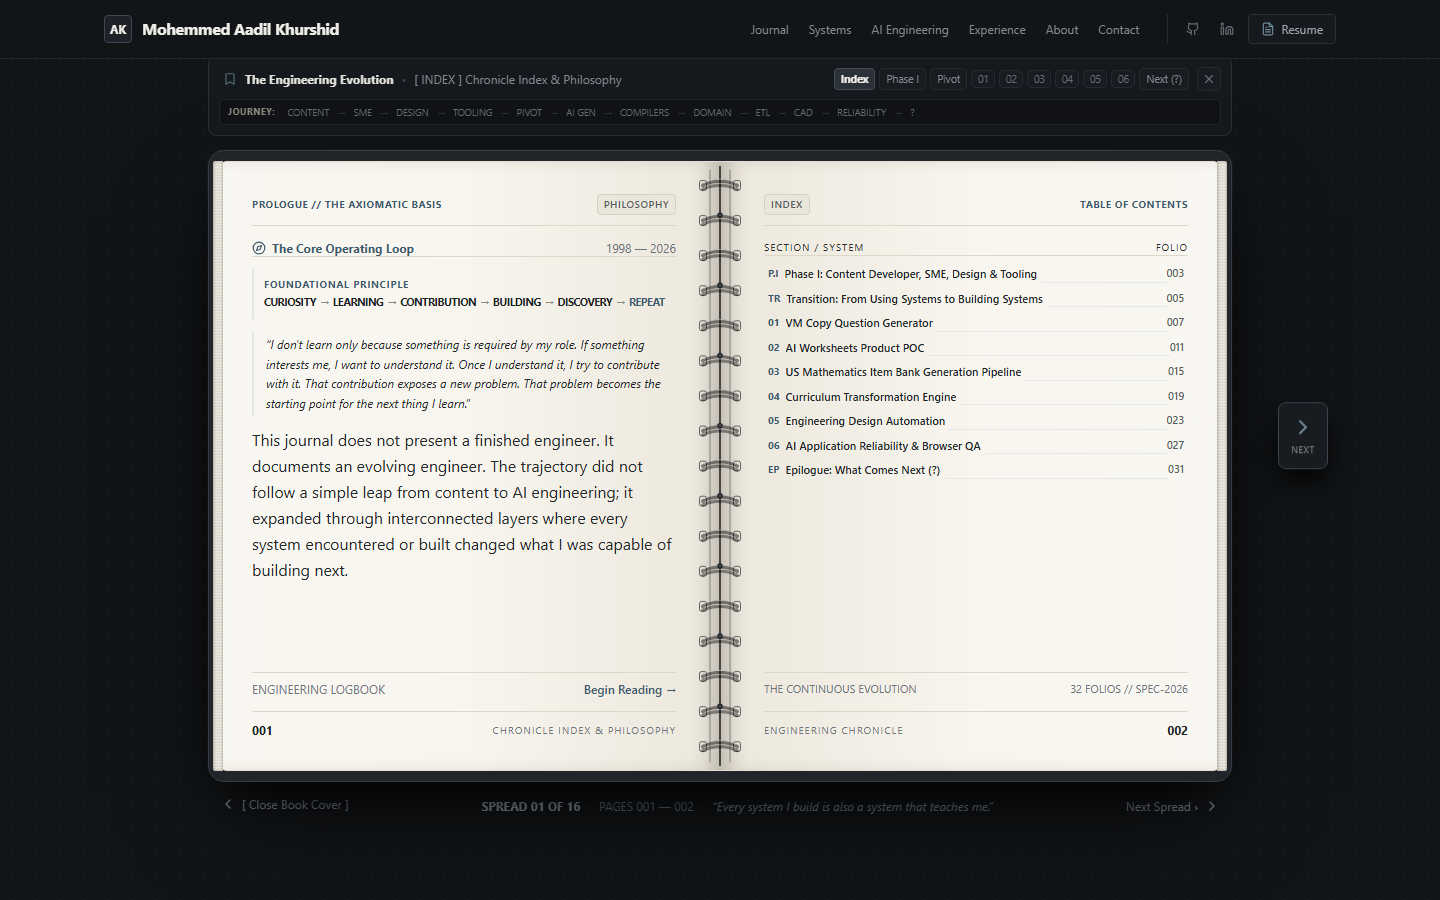 AK Mohemmed Aadil Khurshid
Journal Systems AI Engineering Experience About Contact Resume
The Engineering Evolution · [ INDEX ] Chronicle Index & Philosophy
Index Phase I Pivot 01 02 03 04 05 06 Next (?) ✕
JOURNEY: CONTENT → SME → DESIGN → TOOLING → PIVOT → AI GEN → COMPILERS → DOMAIN → ETL → CAD → RELIABILITY → ?
PROLOGUE // THE AXIOMATIC BASIS PHILOSOPHY
The Core Operating Loop 1998 — 2026
FOUNDATIONAL PRINCIPLE
CURIOSITY → LEARNING → CONTRIBUTION → BUILDING → DISCOVERY → REPEAT
"I don't learn only because something is required by my role. If something
interests me, I want to understand it. Once I understand it, I try to contribute
with it. That contribution exposes a new problem. That problem becomes the
starting point for the next thing I learn."
This journal does not present a finished engineer. It
documents an evolving engineer. The trajectory did not
follow a simple leap from content to AI engineering; it
expanded through interconnected layers where every
system encountered or built changed what I was capable of
building next.
ENGINEERING LOGBOOK Begin Reading →
001 CHRONICLE INDEX & PHILOSOPHY
INDEX TABLE OF CONTENTS
SECTION / SYSTEM FOLIO
P.I Phase I: Content Developer, SME, Design & Tooling 003
TR Transition: From Using Systems to Building Systems 005
01 VM Copy Question Generator 007
02 AI Worksheets Product POC 011
03 US Mathematics Item Bank Generation Pipeline 015
04 Curriculum Transformation Engine 019
05 Engineering Design Automation 023
06 AI Application Reliability & Browser QA 027
EP Epilogue: What Comes Next (?) 031
THE CONTINUOUS EVOLUTION 32 FOLIOS // SPEC-2026
ENGINEERING CHRONICLE 002
NEXT
[ Close Book Cover ] SPREAD 01 OF 16 PAGES 001 — 002 · "Every system I build is also a system that teaches me." Next Spread ›